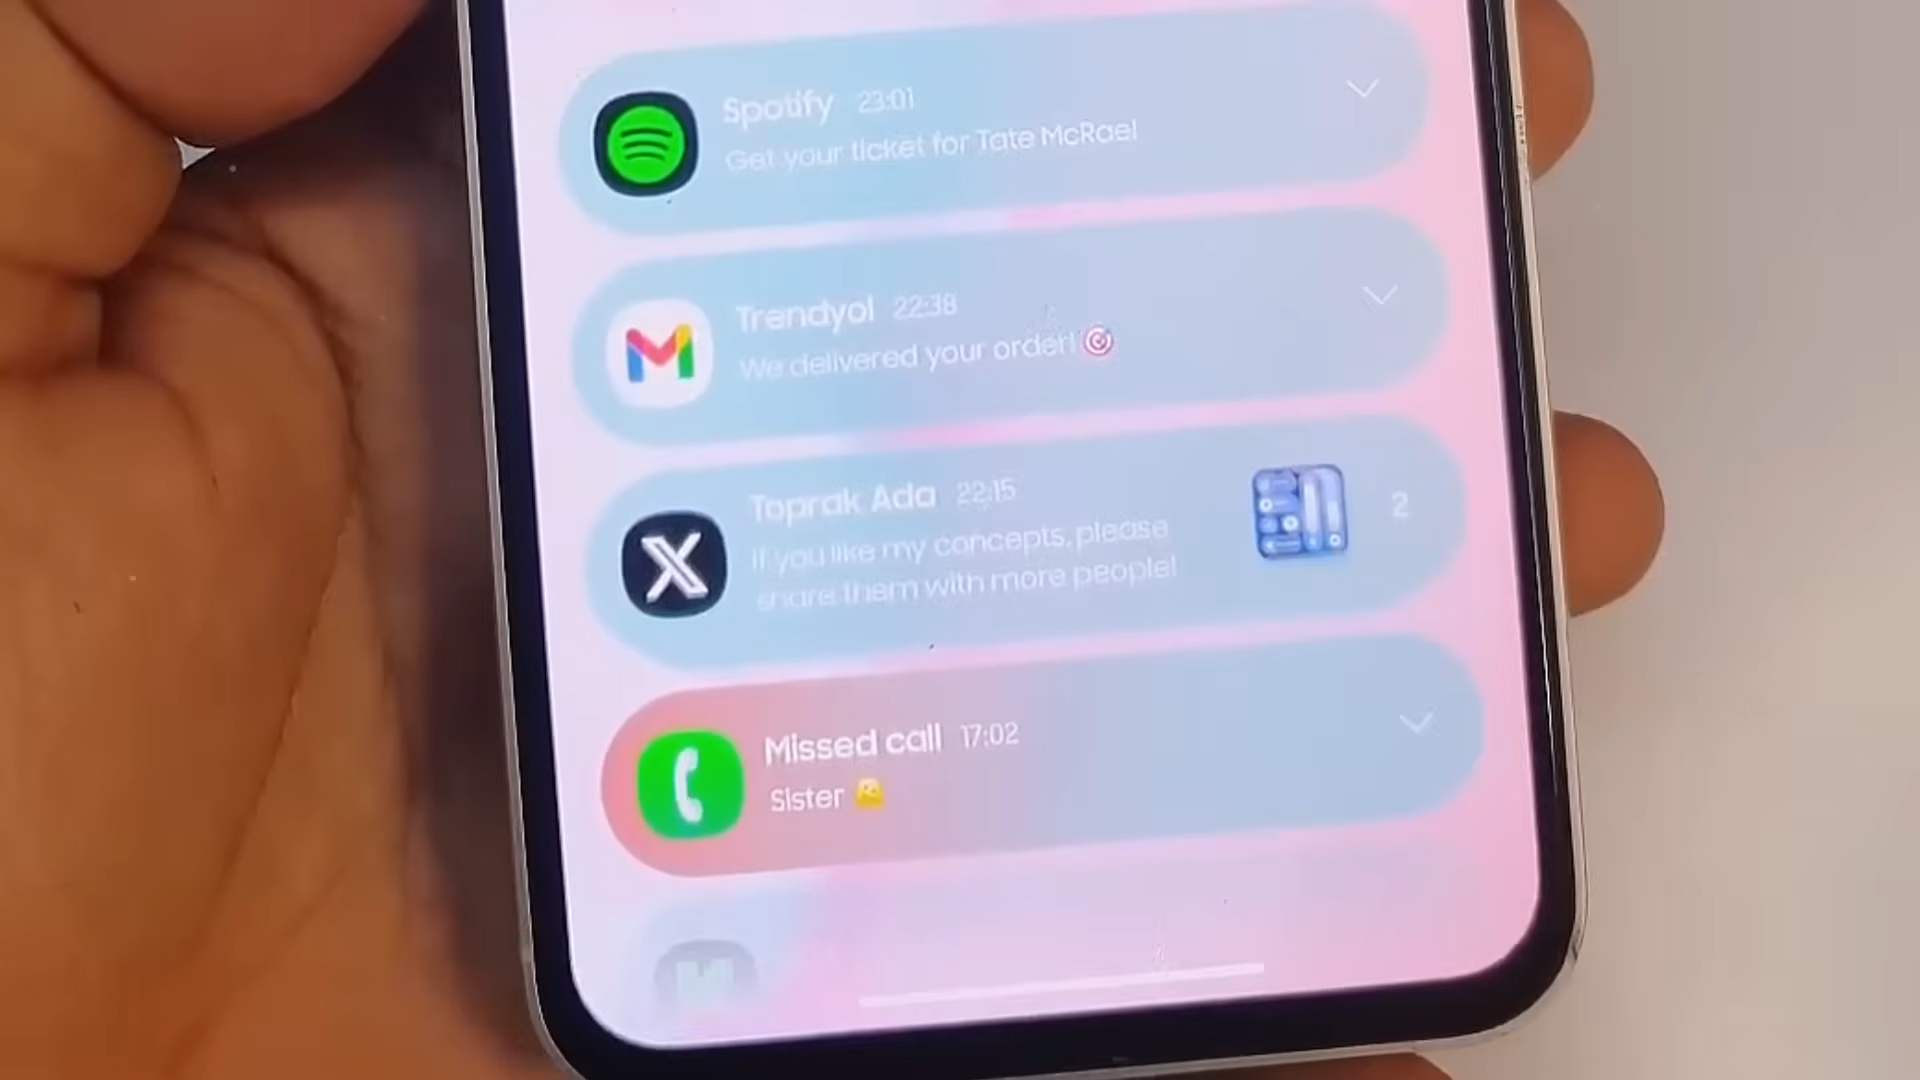 Spotify 23:01
Get your ticket for Tate McRae!
Trendyol 22:38
We delivered your order!
Toprak Ada 22:15
If you like my concepts, please
share them with more people!
2
Missed call 17:02
Sister